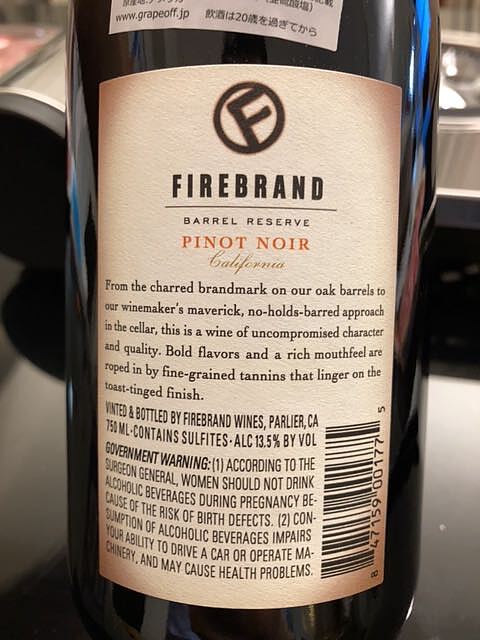 www.grapeoff.jp 飲酒は20歳を過ぎてから
F
FIREBRAND
BARREL RESERVE
PINOT NOIR
California
From the charred brandmark on our oak barrels to
our winemaker's maverick, no-holds-barred approach
in the cellar, this is a wine of uncompromised character
and quality. Bold flavors and a rich mouthfeel are
roped in by fine-grained tannins that linger on the
toast-tinged finish.
VINTED & BOTTLED BY FIREBRAND WINES, PARLIER, CA
750 ML · CONTAINS SULFITES · ALC 13.5% BY VOL
GOVERNMENT WARNING: (1) ACCORDING TO THE
SURGEON GENERAL, WOMEN SHOULD NOT DRINK
ALCOHOLIC BEVERAGES DURING PREGNANCY BE-
CAUSE OF THE RISK OF BIRTH DEFECTS. (2) CON-
SUMPTION OF ALCOHOLIC BEVERAGES IMPAIRS
YOUR ABILITY TO DRIVE A CAR OR OPERATE MA-
CHINERY, AND MAY CAUSE HEALTH PROBLEMS.
8 47159 00177 5